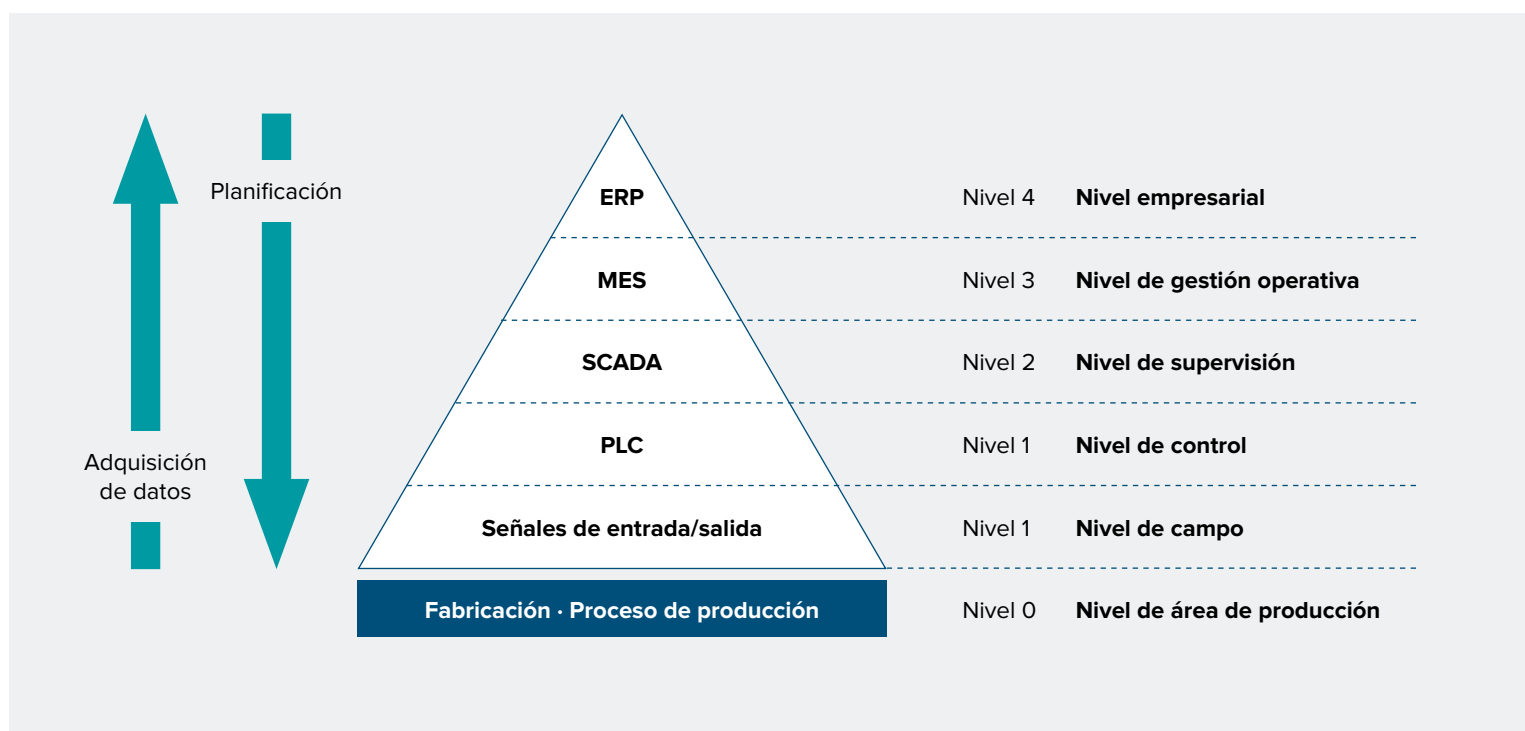 Planificación
Adquisición
de datos
ERP
Nivel 4 Nivel empresarial
MES
Nivel 3 Nivel de gestión operativa
SCADA
Nivel 2 Nivel de supervisión
PLC
Nivel 1 Nivel de control
Señales de entrada/salida
Nivel 1 Nivel de campo
Fabricación · Proceso de producción
Nivel 0 Nivel de área de producción